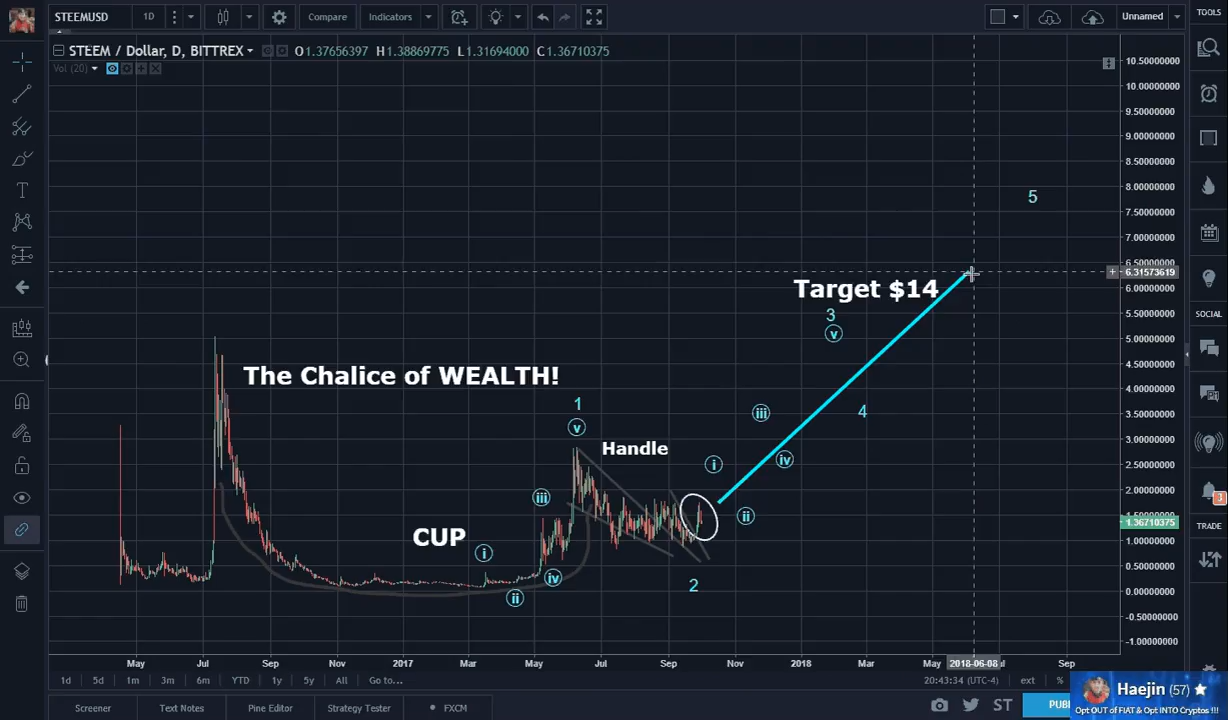 STEEMUSD 1D Compare Indicators Unnamed TOOLS
STEEM / Dollar, D, BITTREX O1.37656397 H1.38869775 L1.31694000 C1.36710375
Vol (20)
10.50000000
10.00000000
9.50000000
9.00000000
8.50000000
8.00000000
5
7.50000000
7.00000000
6.50000000
6.31573619
6.00000000
Target $14
5.50000000
3
SOCIAL
v
5.00000000
4.50000000
The Chalice of WEALTH!
4.00000000
1
iii
4
3.50000000
v
3.00000000
Handle
iv
i
2.50000000
iii
2.00000000
3
ii
1.36710375
TRADE
CUP
1.00000000
i
iv
2
0.50000000
ii
0.00000000
-0.50000000
-1.00000000
May Jul Sep Nov 2017 Mar May Jul Sep Nov 2018 Mar May 2018-06-08 Sep
1d 5d 1m 3m 6m YTD 1y 5y All Go to... 20:43:34 (UTC-4) ext %
Haejin (57)
Screener Text Notes Pine Editor Strategy Tester FXCM ST PUB
Opt OUT of FIAT & Opt INTO Cryptos !!!